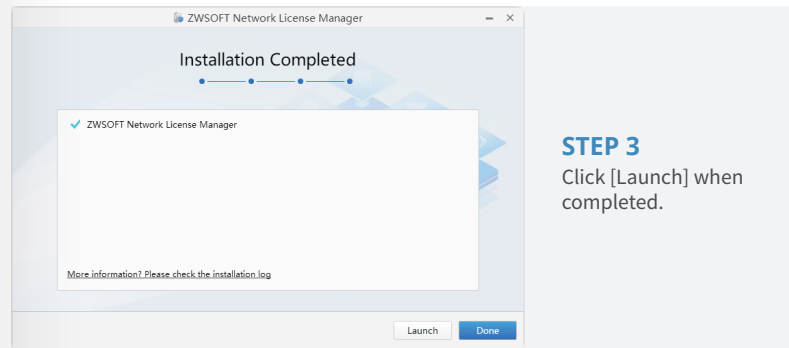 ZWSOFT Network License Manager
Installation Completed
ZWSOFT Network License Manager
More information? Please check the installation log
Launch
Done
STEP 3
Click [Launch] when
completed.